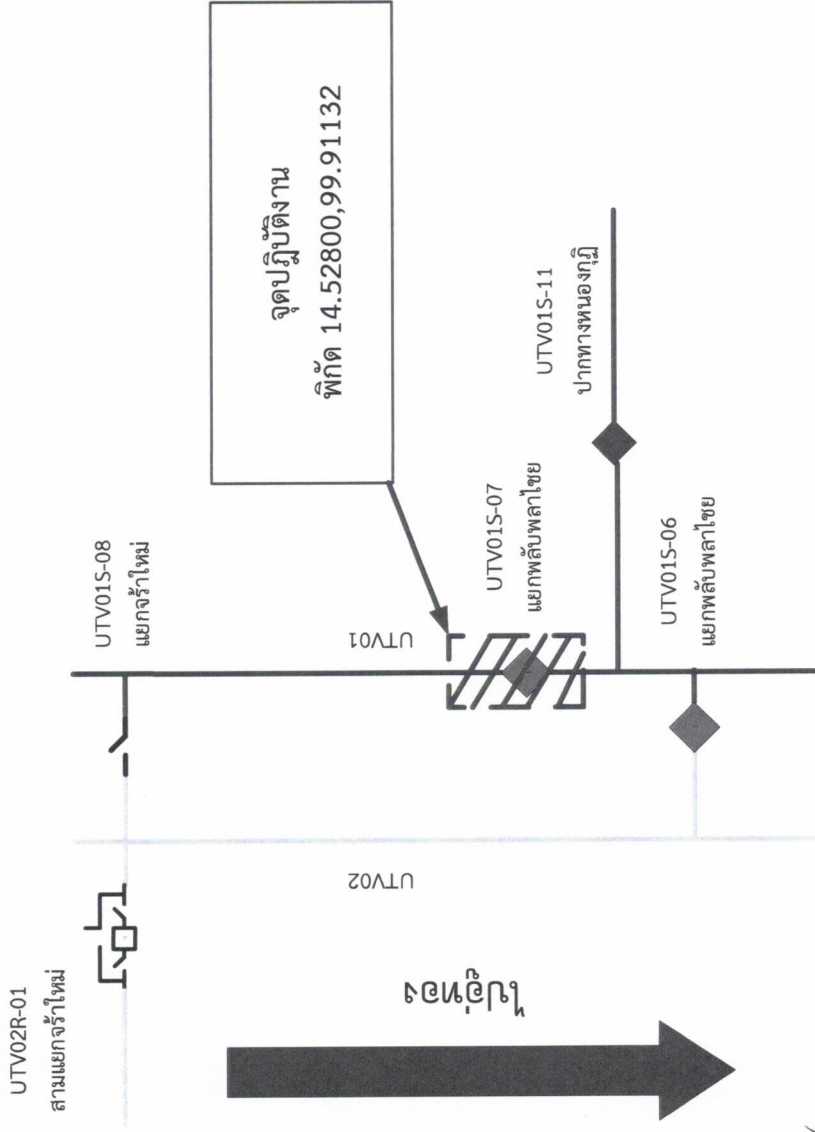 UTV02R-01
สามแยกจร้าใหม่
UTV01S-08
แยกจร้าใหม่
จุดปฏิบัติงาน
พิกัด 14.52800,99.91132
UTV01
UTV02
UTV01S-07
แยกพลับพลาไชย
UTV01S-11
ปากทางหนองกุฏิ
UTV01S-06
แยกพลับพลาไชย
ไปอู่ทอง